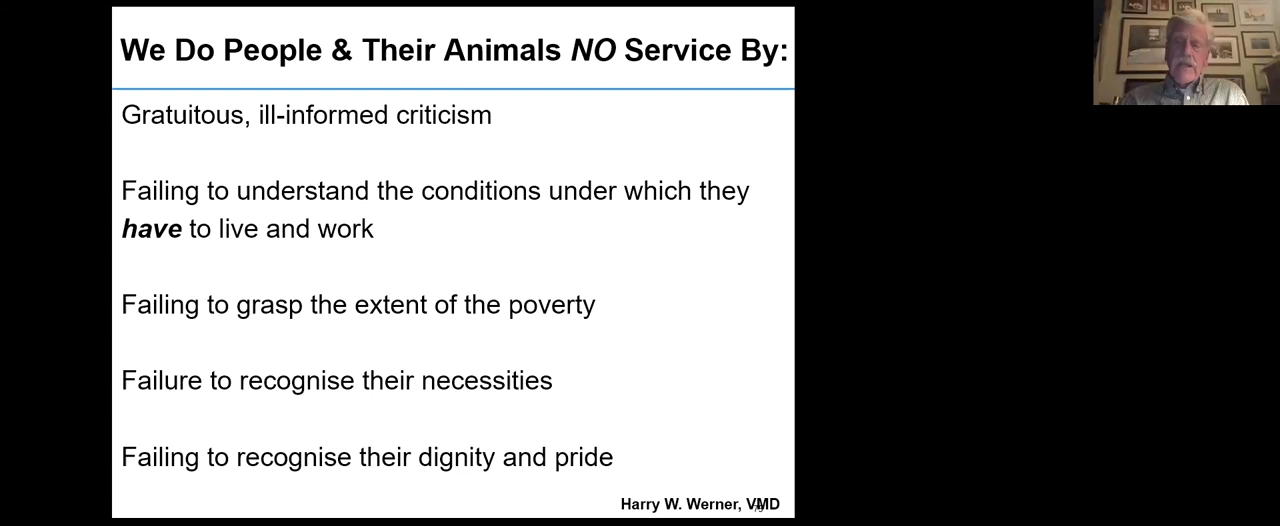 We Do People & Their Animals NO Service By:
Gratuitous, ill-informed criticism
Failing to understand the conditions under which they
have to live and work
Failing to grasp the extent of the poverty
Failure to recognise their necessities
Failing to recognise their dignity and pride
Harry W. Werner, VMD